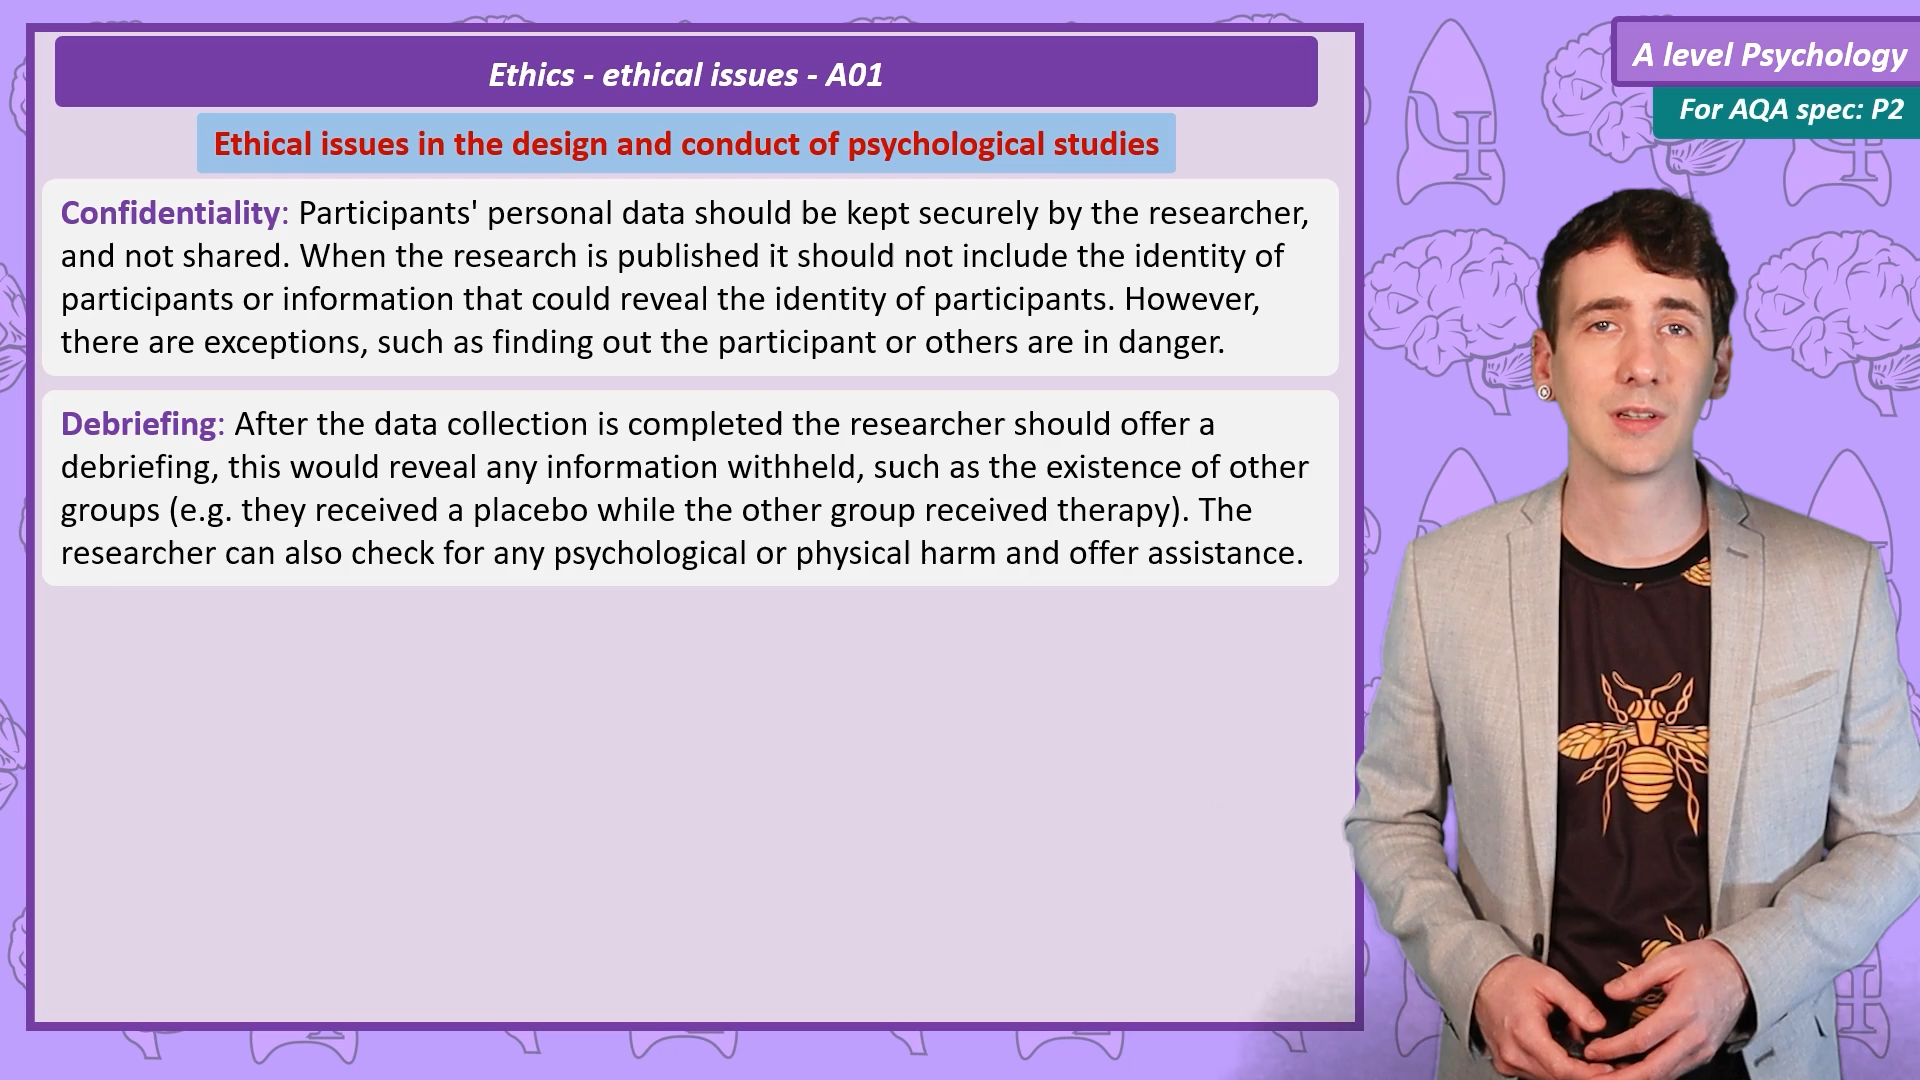 Ethics - ethical issues - A01
A level Psychology
For AQA spec: P2
Ethical issues in the design and conduct of psychological studies
Confidentiality: Participants' personal data should be kept securely by the researcher,
and not shared. When the research is published it should not include the identity of
participants or information that could reveal the identity of participants. However,
there are exceptions, such as finding out the participant or others are in danger.
Debriefing: After the data collection is completed the researcher should offer a
debriefing, this would reveal any information withheld, such as the existence of other
groups (e.g. they received a placebo while the other group received therapy). The
researcher can also check for any psychological or physical harm and offer assistance.